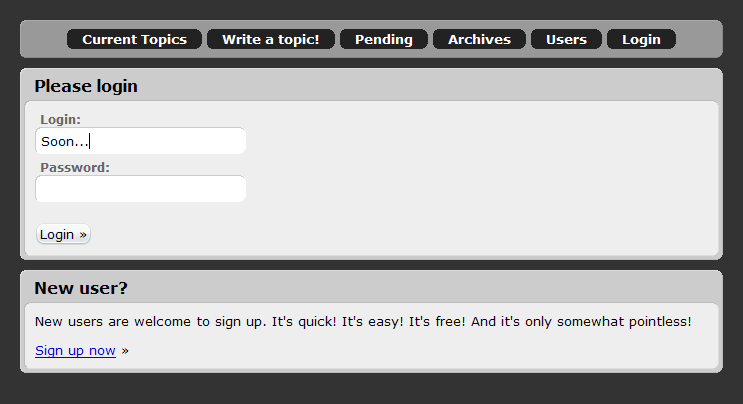 Current Topics Write a topic! Pending Archives Users Login
Please login
Login:
Soon...
Password:
Login »
New user?
New users are welcome to sign up. It's quick! It's easy! It's free! And it's only somewhat pointless!
Sign up now »